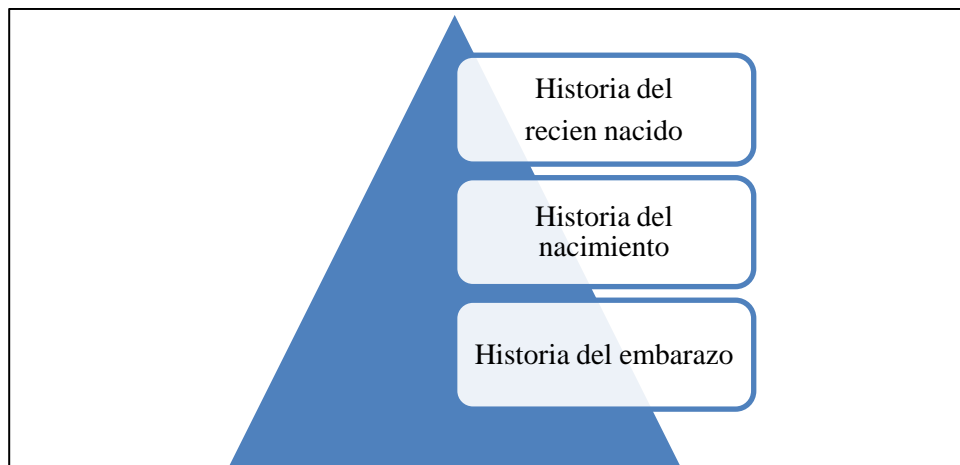 Historia del
recien nacido
Historia del
nacimiento
Historia del embarazo